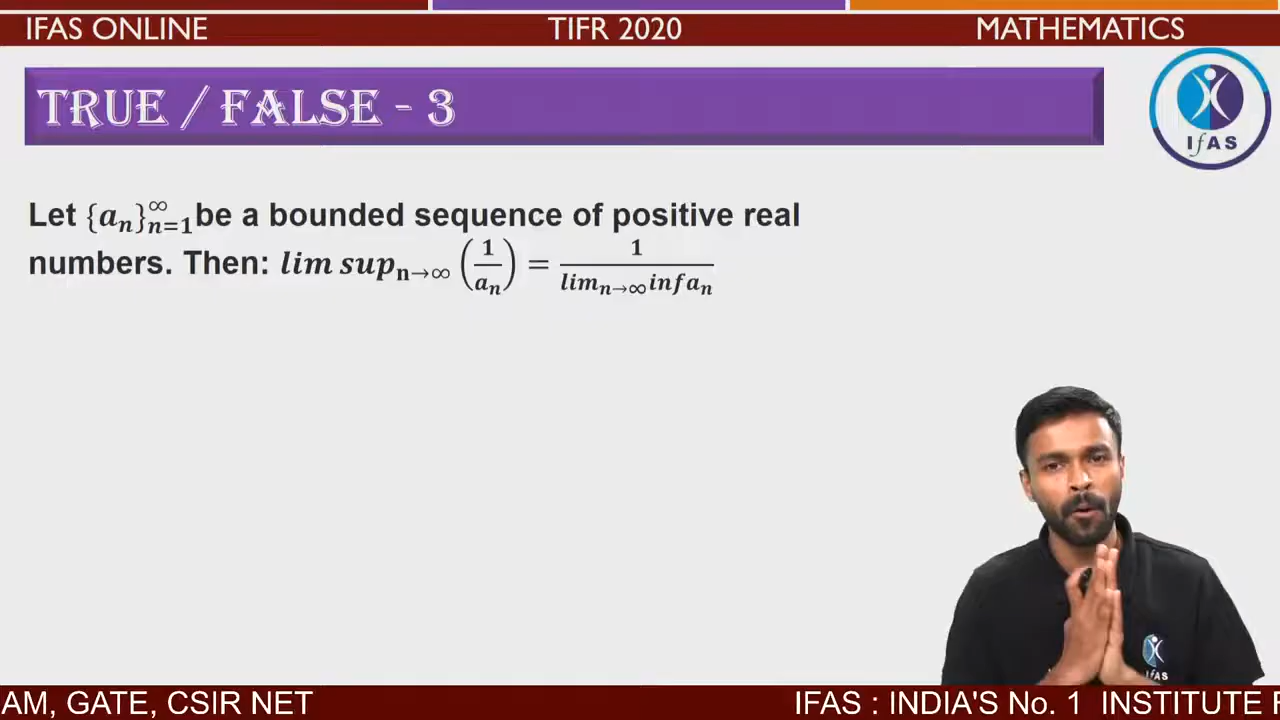 IFAS ONLINE TIFR 2020 MATHEMATICS
TRUE / FALSE - 3
IfAS
Let {aₙ}ₙ₌₁^∞ be a bounded sequence of positive real
numbers. Then: lim supₙ→∞ (1/aₙ) = 1/(limₙ→∞ inf aₙ)
IfAS
AM, GATE, CSIR NET IFAS : INDIA'S No. 1 INSTITUTE F